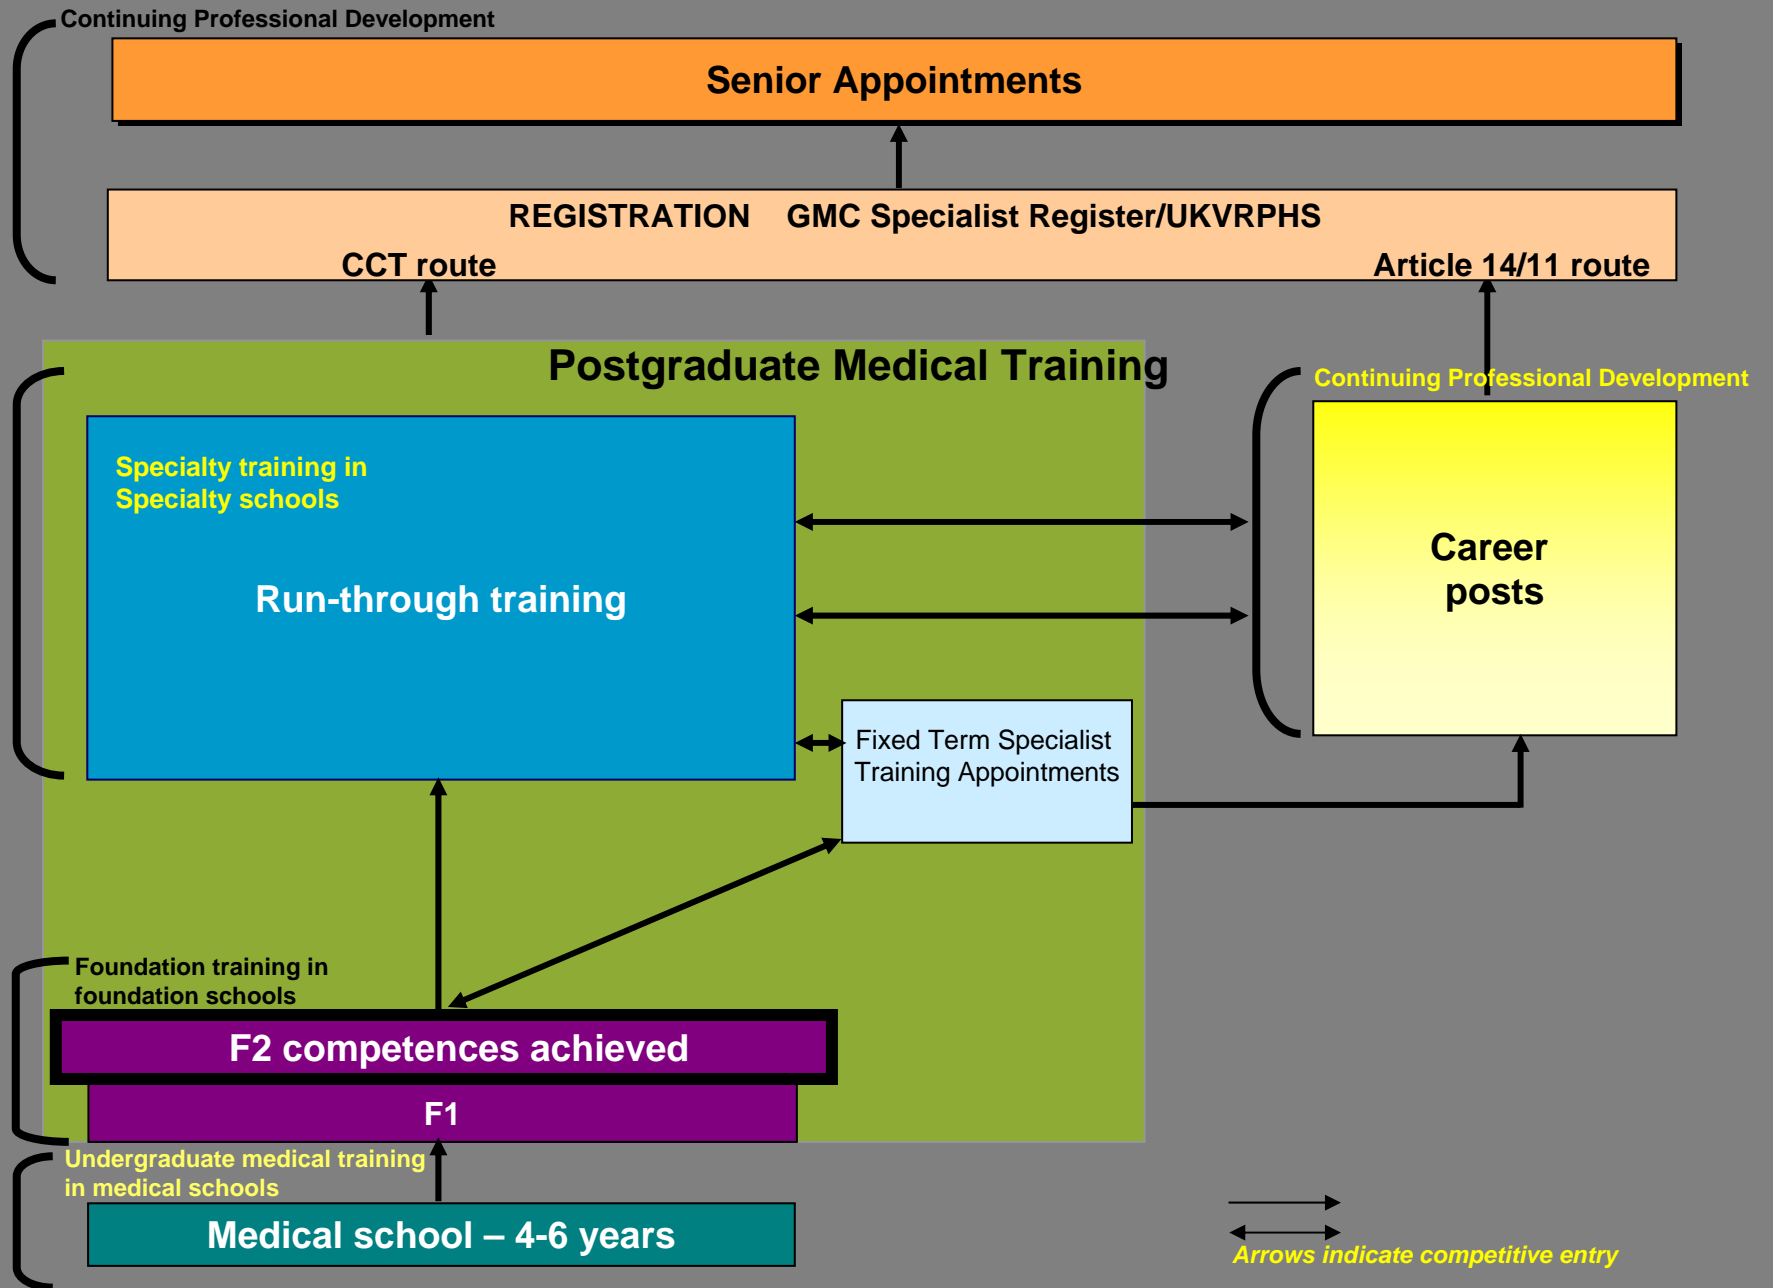 Continuing Professional Development
Senior Appointments
REGISTRATION GMC Specialist Register/UKVRPHS
CCT route
Article 14/11 route
Postgraduate Medical Training
Continuing Professional Development
Specialty training in
Specialty schools
Run-through training
Career
posts
Fixed Term Specialist
Training Appointments
Foundation training in
foundation schools
F2 competences achieved
F1
Undergraduate medical training
in medical schools
Medical school – 4-6 years
Arrows indicate competitive entry